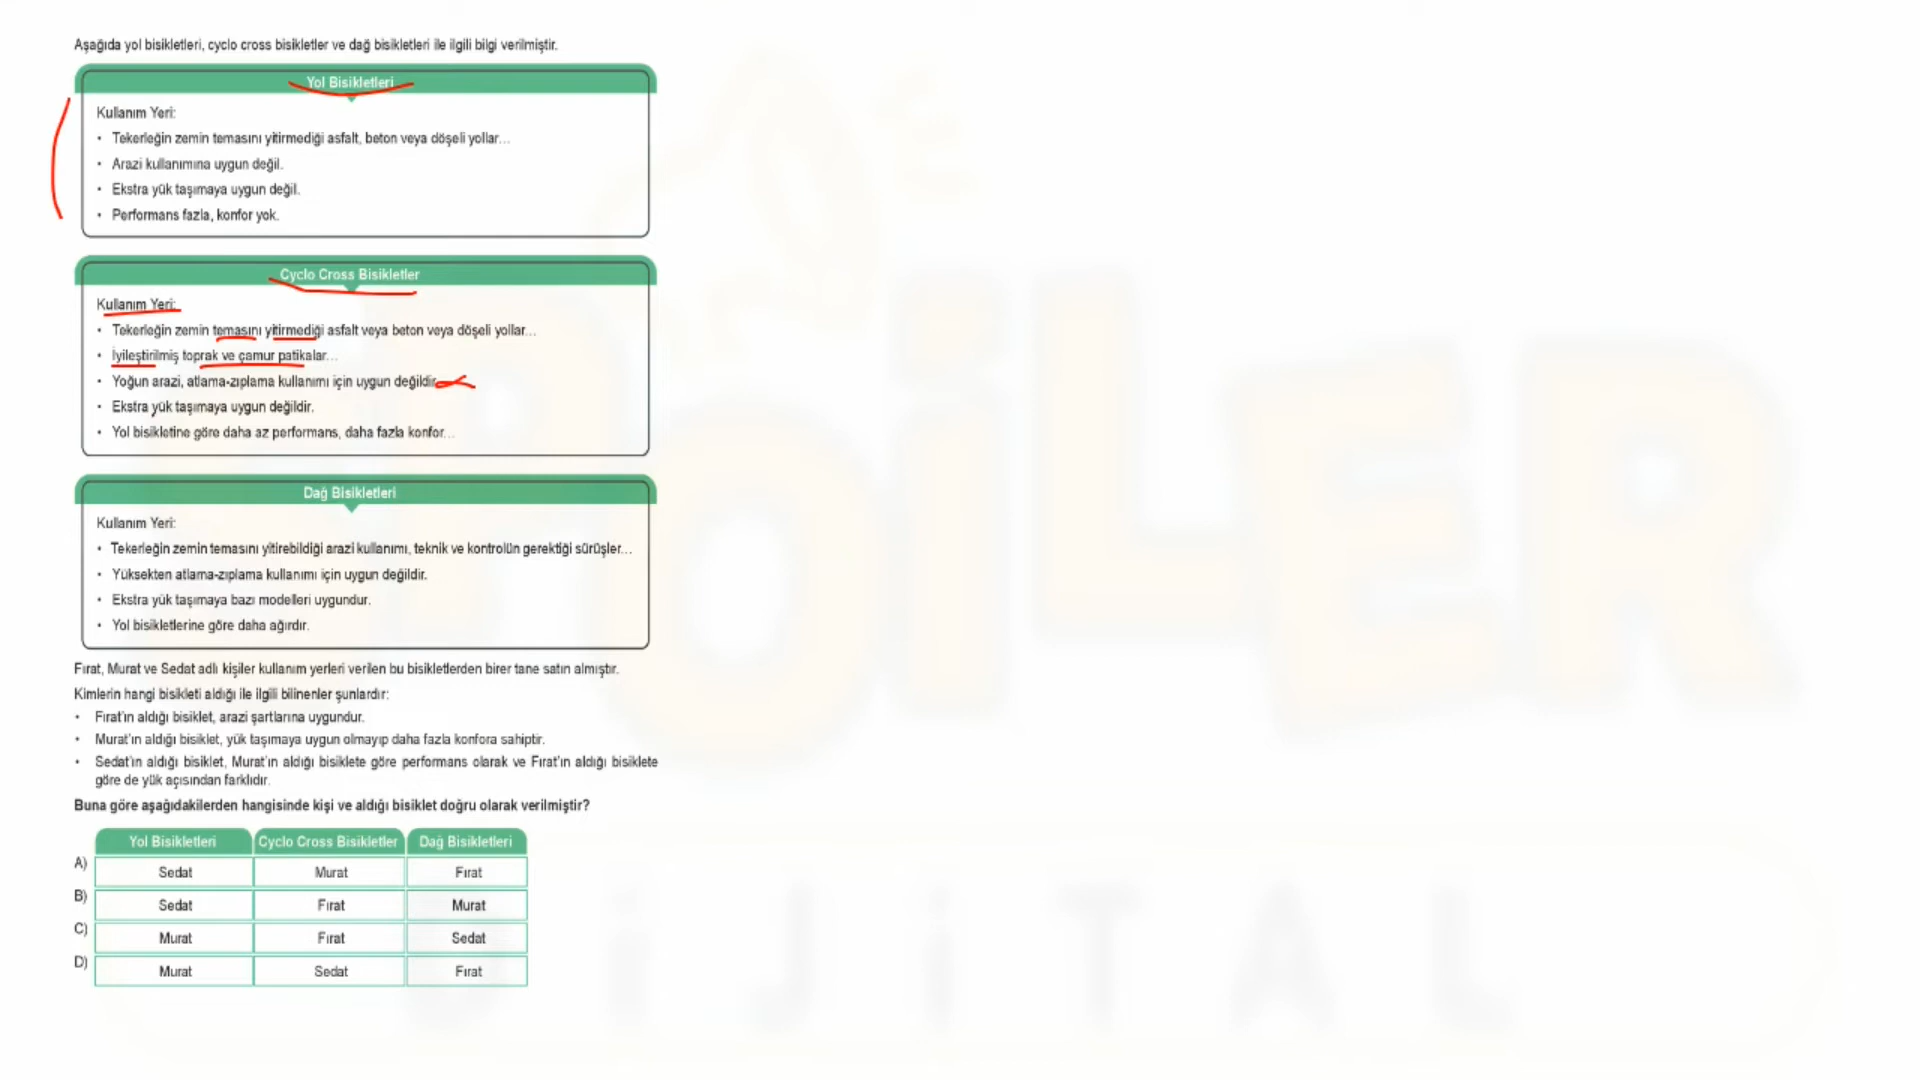 Aşağıda yol bisikletleri, cyclo cross bisikletler ve dağ bisikletleri ile ilgili bilgi verilmiştir.
Yol Bisikletleri
Kullanım Yeri:
• Tekerleğin zemin temasını yitirmediği asfalt, beton veya döşeli yollar...
• Arazi kullanımına uygun değil.
• Ekstra yük taşımaya uygun değil.
• Performans fazla, konfor yok.
Cyclo Cross Bisikletler
Kullanım Yeri:
• Tekerleğin zemin temasını yitirmediği asfalt veya beton veya döşeli yollar...
• İyileştirilmiş toprak ve çamur patikalar...
• Yoğun arazi, atlama-zıplama kullanımı için uygun değildir.
• Ekstra yük taşımaya uygun değildir.
• Yol bisikletine göre daha az performans, daha fazla konfor...
Dağ Bisikletleri
Kullanım Yeri:
• Tekerleğin zemin temasını yitirebildiği arazi kullanımı, teknik ve kontrolün gerektiği sürüşler...
• Yüksekten atlama-zıplama kullanımı için uygun değildir.
• Ekstra yük taşımaya bazı modelleri uygundur.
• Yol bisikletlerine göre daha ağırdır.
Fırat, Murat ve Sedat adlı kişiler kullanım yerleri verilen bu bisikletlerden birer tane satın almıştır.
Kimlerin hangi bisikleti aldığı ile ilgili bilinenler şunlardır:
• Fırat'ın aldığı bisiklet, arazi şartlarına uygundur.
• Murat'ın aldığı bisiklet, yük taşımaya uygun olmayıp daha fazla konfora sahiptir.
• Sedat'ın aldığı bisiklet, Murat'ın aldığı bisiklete göre performans olarak ve Fırat'ın aldığı bisiklete
göre de yük açısından farklıdır.
Buna göre aşağıdakilerden hangisinde kişi ve aldığı bisiklet doğru olarak verilmiştir?
Yol Bisikletleri Cyclo Cross Bisikletler Dağ Bisikletleri
A) Sedat Murat Fırat
B) Sedat Fırat Murat
C) Murat Fırat Sedat
D) Murat Sedat Fırat
DİJİTAL